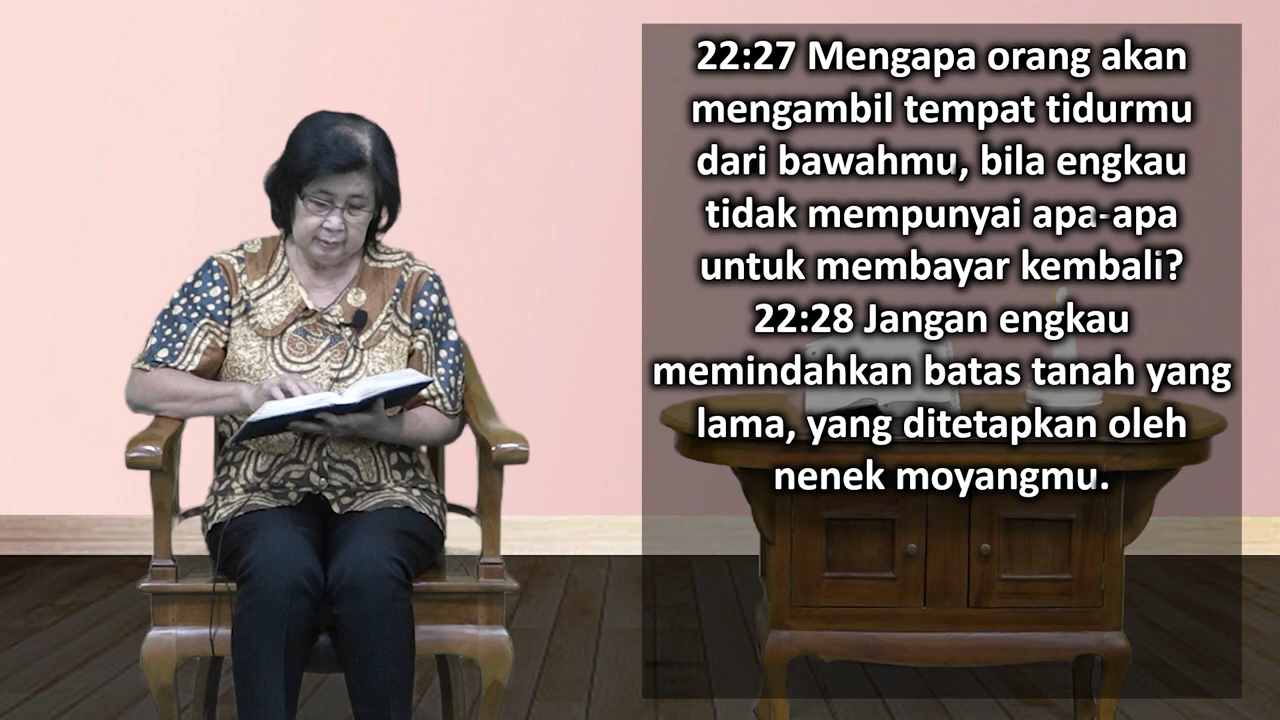 22:27 Mengapa orang akan
mengambil tempat tidurmu
dari bawahmu, bila engkau
tidak mempunyai apa-apa
untuk membayar kembali?
22:28 Jangan engkau
memindahkan batas tanah yang
lama, yang ditetapkan oleh
nenek moyangmu.